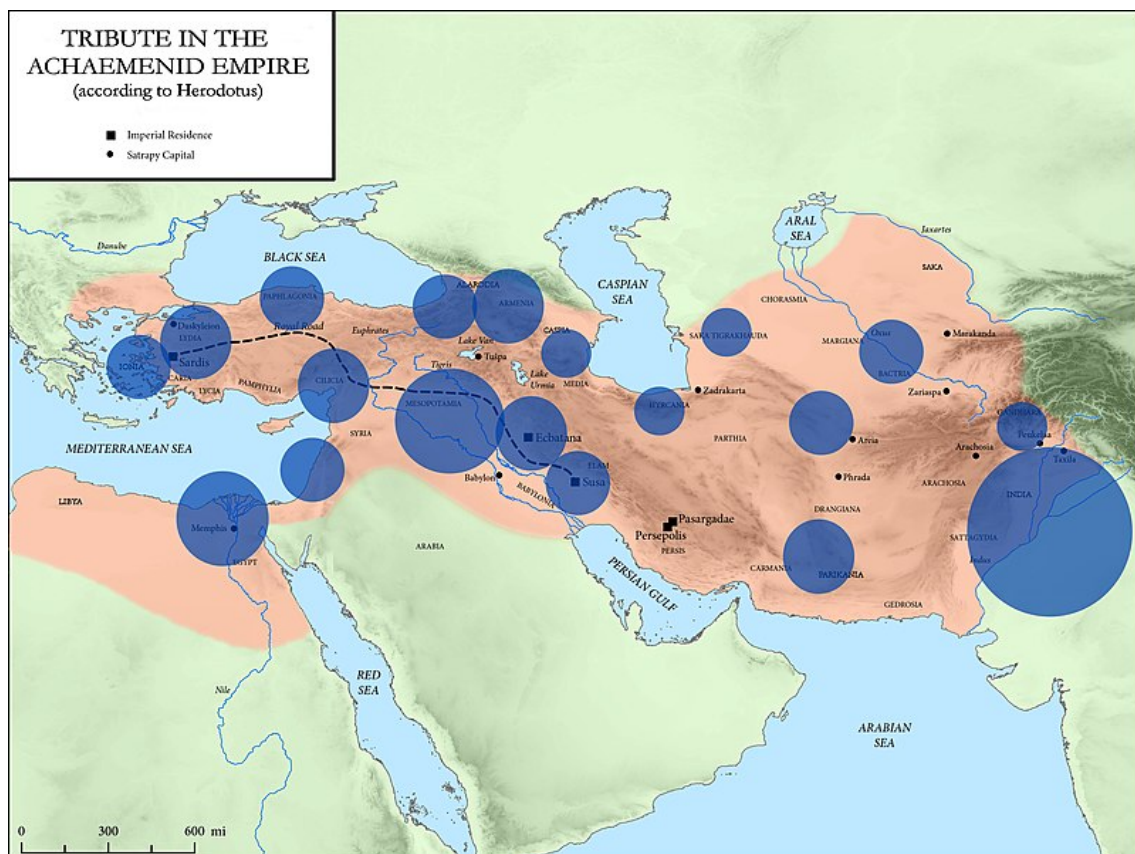 TRIBUTE IN THE
ACHAEMENID EMPIRE
(according to Herodotus)
Imperial Residence
Satrapy Capital
Danube
BLACK SEA
CASPIAN
SEA
ARAL
SEA
Jaxartes
SAKA
CHORASMIA
PAPHLAGONIA
ALARODIA
ARMENIA
Daskyleion
LYDIA
Royal Road
Euphrates
CASPIA
SAKA TIGRAKHAUDA
MARGIANA
Oxus
Marakanda
Sardis
IONIA
CARIA
LYCIA
PAMPHYLIA
CILICIA
Lake Van
Tušpa
Tigris
Lake
Urmia
MEDIA
BACTRIA
Zariaspa
Zadrakarta
HYRCANIA
MESOPOTAMIA
GANDHARA
SYRIA
Ecbatana
PARTHIA
Areia
Peukelia
Taxila
MEDITERRANEAN SEA
Arachosia
ELAM
Susa
Babylon
BABYLONIA
Phrada
ARACHOSIA
INDIA
LIBYA
DRANGIANA
Memphis
Pasargadae
Persepolis
PERSIS
SATTAGYDIA
ARABIA
EGYPT
Indus
CARMANIA
PARIKANIA
PERSIAN GULF
GEDROSIA
RED
SEA
Nile
ARABIAN
SEA
0 300 600 mi